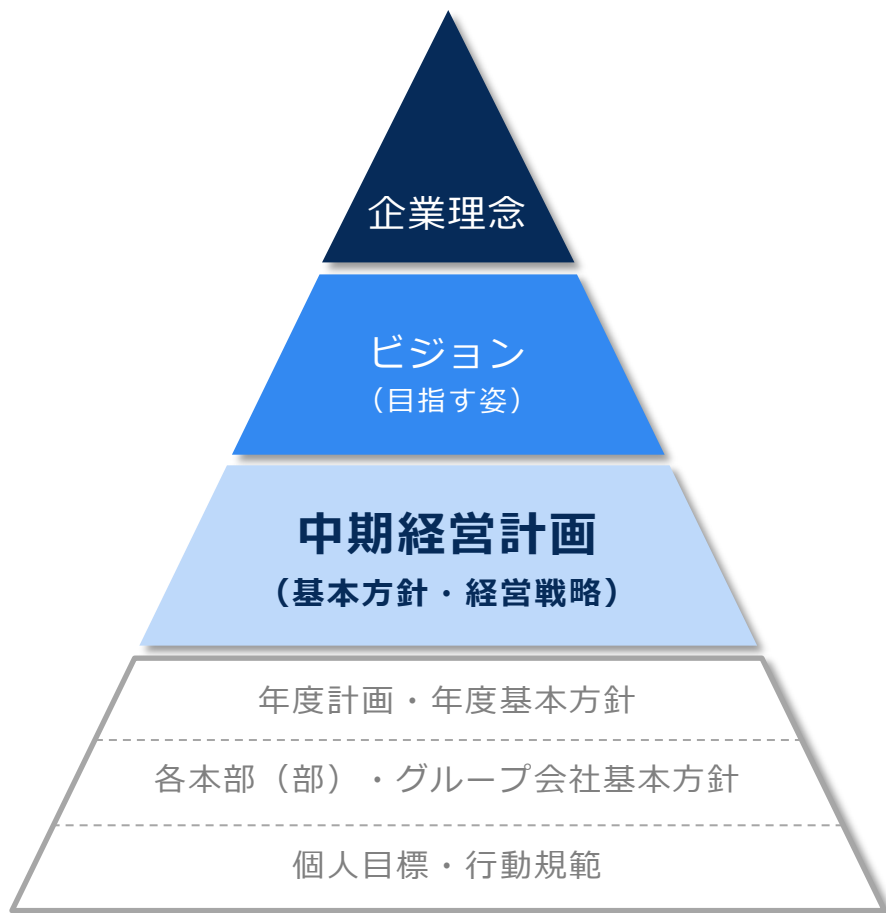 企業理念
ビジョン
（目指す姿）
中期経営計画
（基本方針・経営戦略）
年度計画・年度基本方針
各本部（部）・グループ会社基本方針
個人目標・行動規範